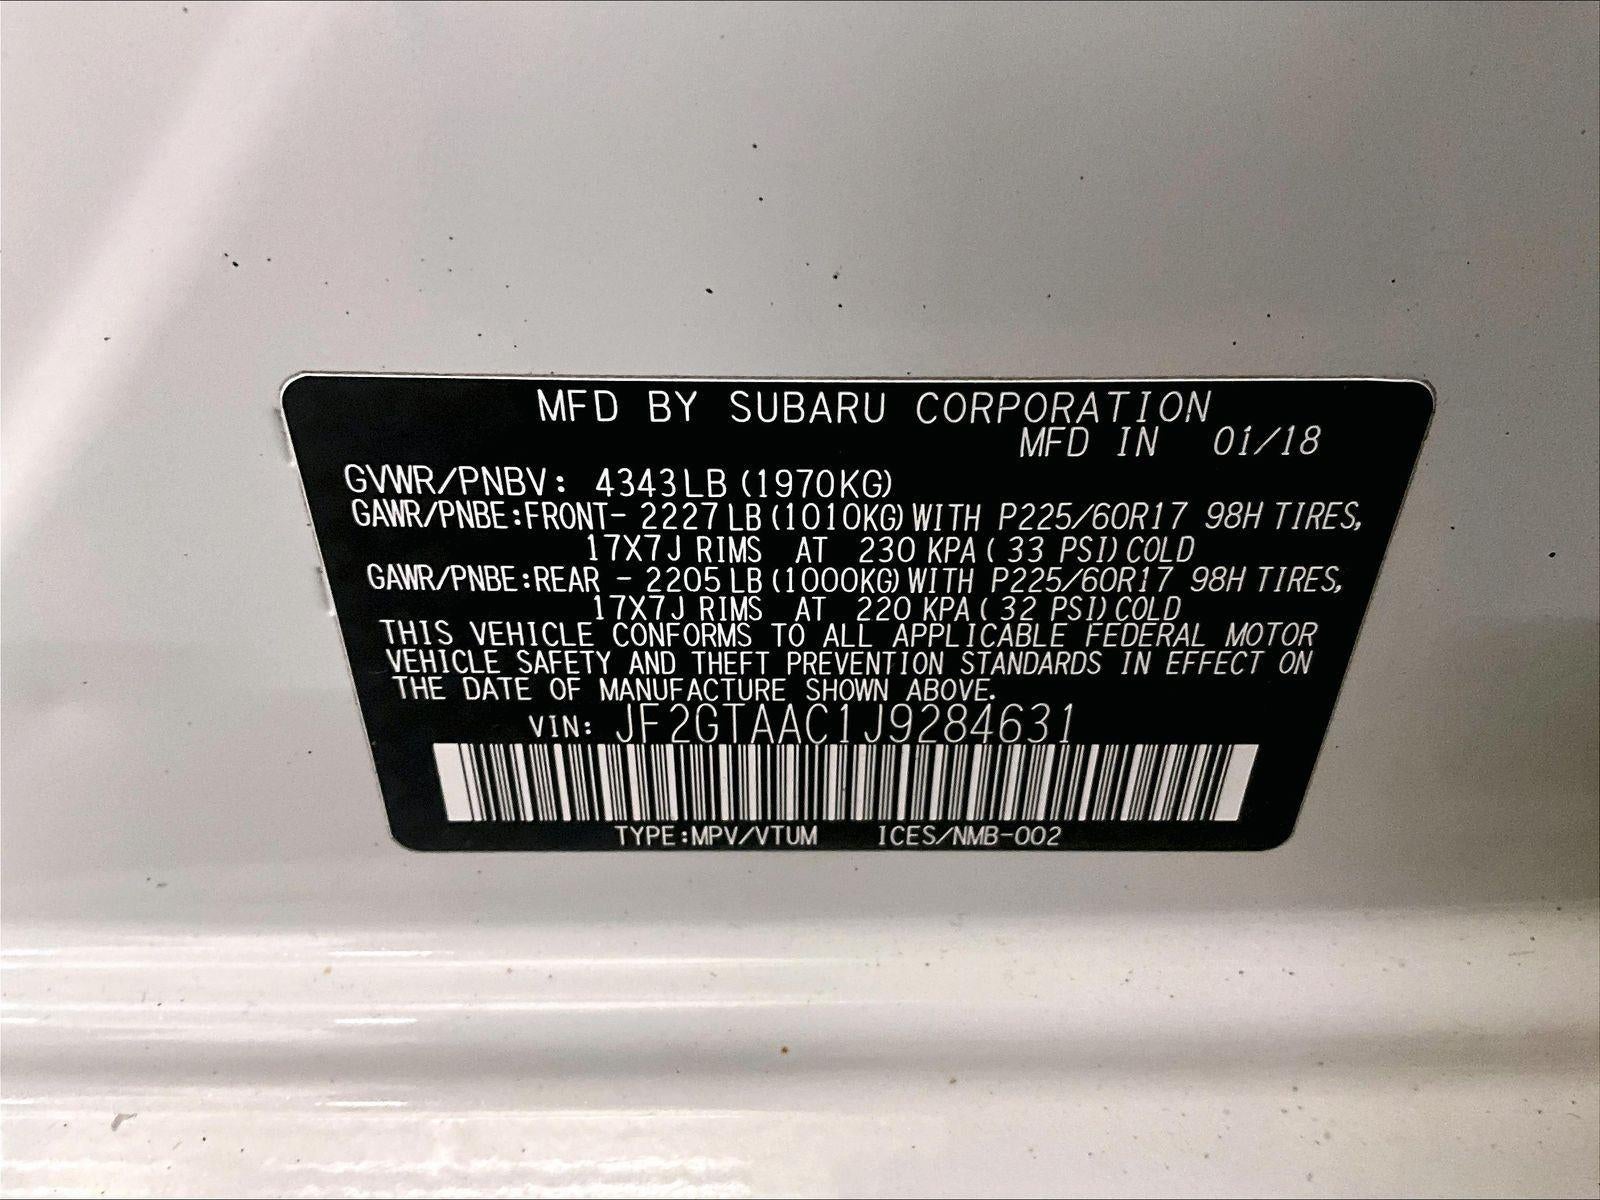 MFD BY SUBARU CORPORATION
MFD IN 01/18
GVWR/PNBV: 4343LB (1970KG)
GAWR/PNBE:FRONT- 2227LB (1010KG) WITH P225/60R17 98H TIRES,
17X7J RIMS AT 230 KPA ( 33 PSI) COLD
GAWR/PNBE:REAR - 2205LB (1000KG) WITH P225/60R17 98H TIRES,
17X7J RIMS AT 220 KPA ( 32 PSI) COLD
THIS VEHICLE CONFORMS TO ALL APPLICABLE FEDERAL MOTOR
VEHICLE SAFETY AND THEFT PREVENTION STANDARDS IN EFFECT ON
THE DATE OF MANUFACTURE SHOWN ABOVE.
VIN: JF2GTAAC1J9284631
TYPE:MPV/VTUM ICES/NMB-002